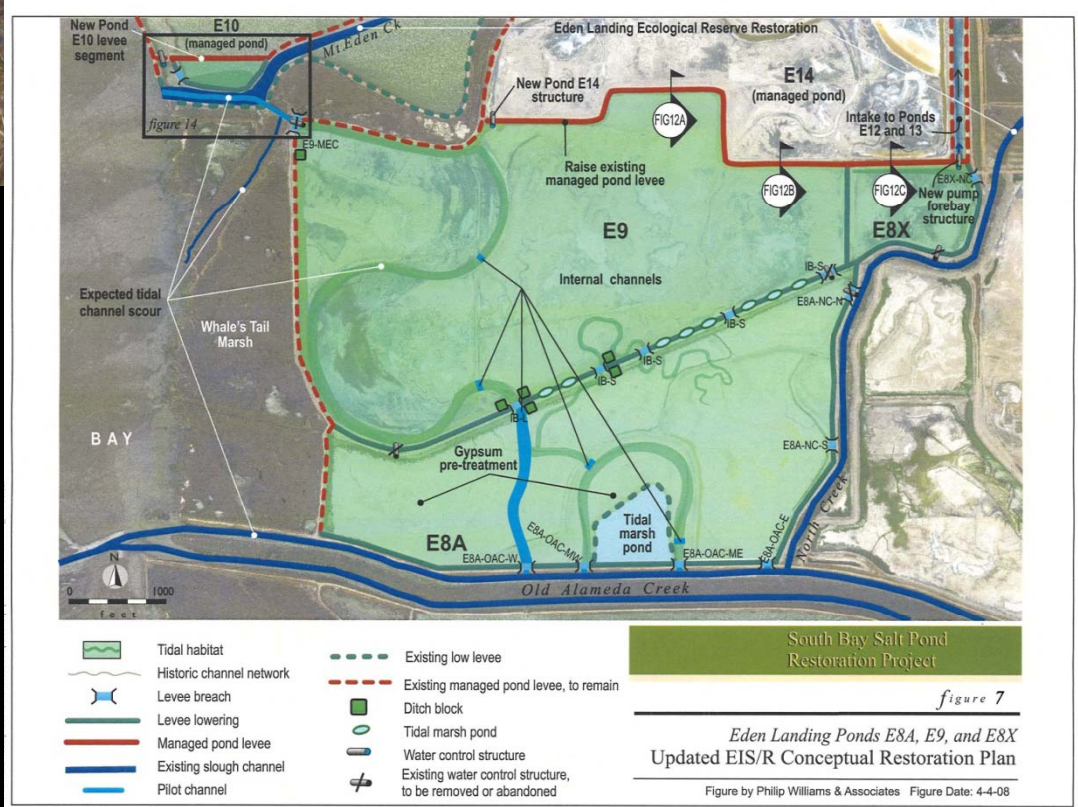 New Pond
E10 levee
segment
E10
(managed pond)
Mt Eden Ck
Eden Landing Ecological Reserve Restoration
figure 14
E9-MEC
New Pond E14
structure
FIG12A
E14
(managed pond)
Intake to Ponds
E12 and 13
Raise existing
managed pond levee
FIG12B
FIG12C
E8X-NC
New pump
forebay
structure
E9
E8X
Internal channels
IB-S
E8A-NC-N
Expected tidal
channel scour
Whale's Tail
Marsh
IB-S
IB-S
IB-L
BAY
E8A-NC-S
Gypsum
pre-treatment
North Creek
Tidal
marsh
pond
E8A
E8A-OAC-W
E8A-OAC-MW
E8A-OAC-ME
E8A-OAC-E
Old Alameda Creek
N
0 1000
feet
Tidal habitat
Historic channel network
Levee breach
Levee lowering
Managed pond levee
Existing slough channel
Pilot channel
Existing low levee
Existing managed pond levee, to remain
Ditch block
Tidal marsh pond
Water control structure
Existing water control structure,
to be removed or abandoned
South Bay Salt Pond
Restoration Project
figure 7
Eden Landing Ponds E8A, E9, and E8X
Updated EIS/R Conceptual Restoration Plan
Figure by Philip Williams & Associates Figure Date: 4-4-08